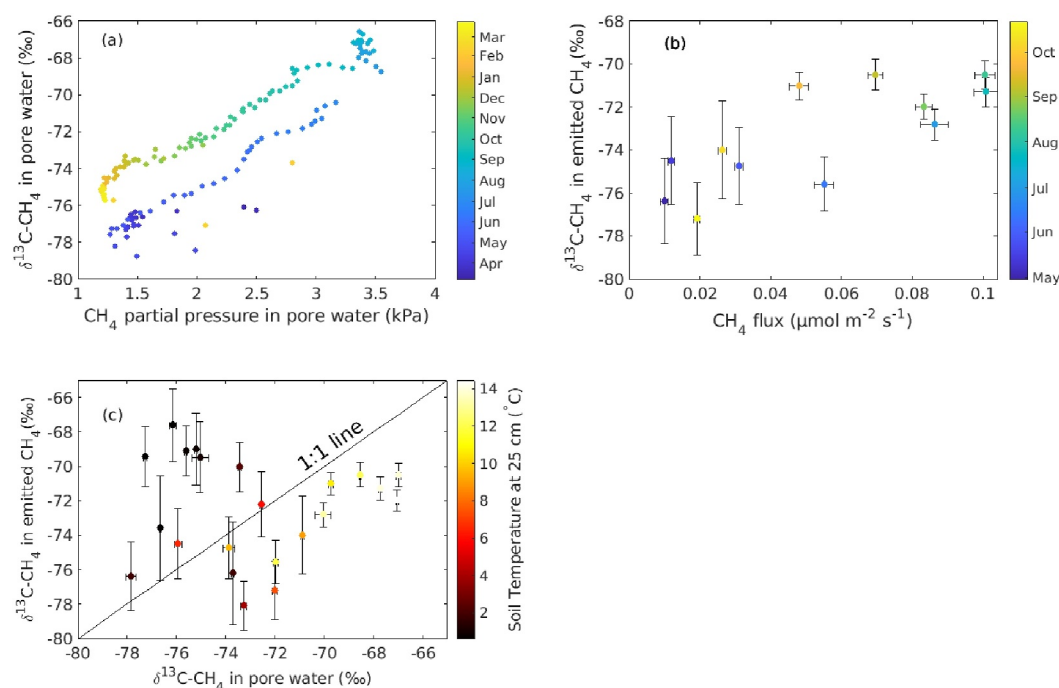 (a)
-66
-68
-70
-72
-74
-76
-78
-80
δ¹³C-CH₄ in pore water (‰)
1
1.5
2
2.5
3
3.5
4
CH₄ partial pressure in pore water (kPa)
Mar
Feb
Jan
Dec
Nov
Oct
Sep
Aug
Jul
Jun
May
Apr
(b)
-66
-68
-70
-72
-74
-76
-78
-80
δ¹³C-CH₄ in emitted CH₄ (‰)
0
0.02
0.04
0.06
0.08
0.1
CH₄ flux (μmol m⁻² s⁻¹)
Oct
Sep
Aug
Jul
Jun
May
(c)
1:1 line
-66
-68
-70
-72
-74
-76
-78
-80
δ¹³C-CH₄ in emitted CH₄(‰)
-80
-78
-76
-74
-72
-70
-68
-66
δ¹³C-CH₄ in pore water (‰)
14
12
10
8
6
4
2
Soil Temperature at 25 cm (°C)